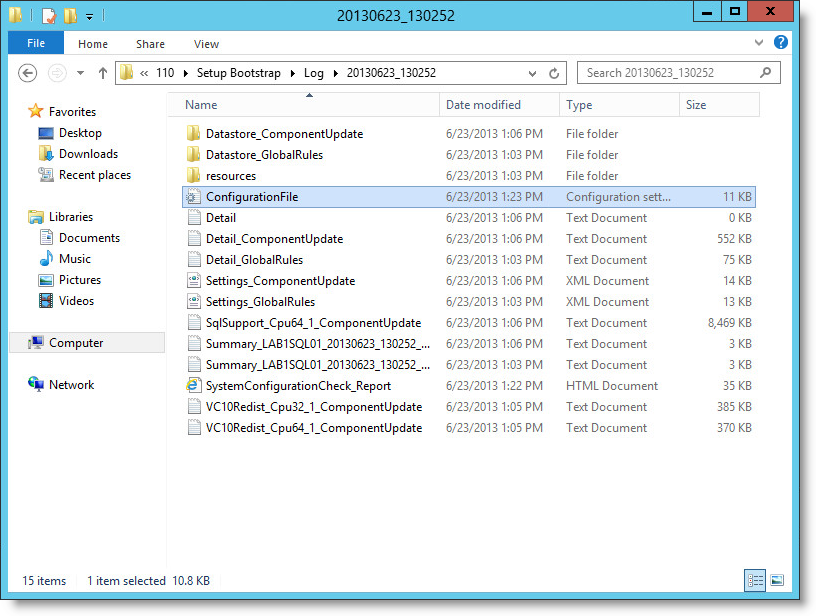 20130623_130252
File Home Share View
« 110 Setup Bootstrap Log 20130623_130252 Search 20130623_130252
Favorites
Desktop
Downloads
Recent places
Libraries
Documents
Music
Pictures
Videos
Computer
Network
Name Date modified Type Size
Datastore_ComponentUpdate 6/23/2013 1:06 PM File folder
Datastore_GlobalRules 6/23/2013 1:03 PM File folder
resources 6/23/2013 1:03 PM File folder
ConfigurationFile 6/23/2013 1:23 PM Configuration sett... 11 KB
Detail 6/23/2013 1:06 PM Text Document 0 KB
Detail_ComponentUpdate 6/23/2013 1:06 PM Text Document 552 KB
Detail_GlobalRules 6/23/2013 1:03 PM Text Document 75 KB
Settings_ComponentUpdate 6/23/2013 1:06 PM XML Document 14 KB
Settings_GlobalRules 6/23/2013 1:03 PM XML Document 13 KB
SqlSupport_Cpu64_1_ComponentUpdate 6/23/2013 1:06 PM Text Document 8,469 KB
Summary_LAB1SQL01_20130623_130252_... 6/23/2013 1:06 PM Text Document 3 KB
Summary_LAB1SQL01_20130623_130252_... 6/23/2013 1:03 PM Text Document 3 KB
SystemConfigurationCheck_Report 6/23/2013 1:22 PM HTML Document 35 KB
VC10Redist_Cpu32_1_ComponentUpdate 6/23/2013 1:05 PM Text Document 385 KB
VC10Redist_Cpu64_1_ComponentUpdate 6/23/2013 1:05 PM Text Document 370 KB
15 items 1 item selected 10.8 KB